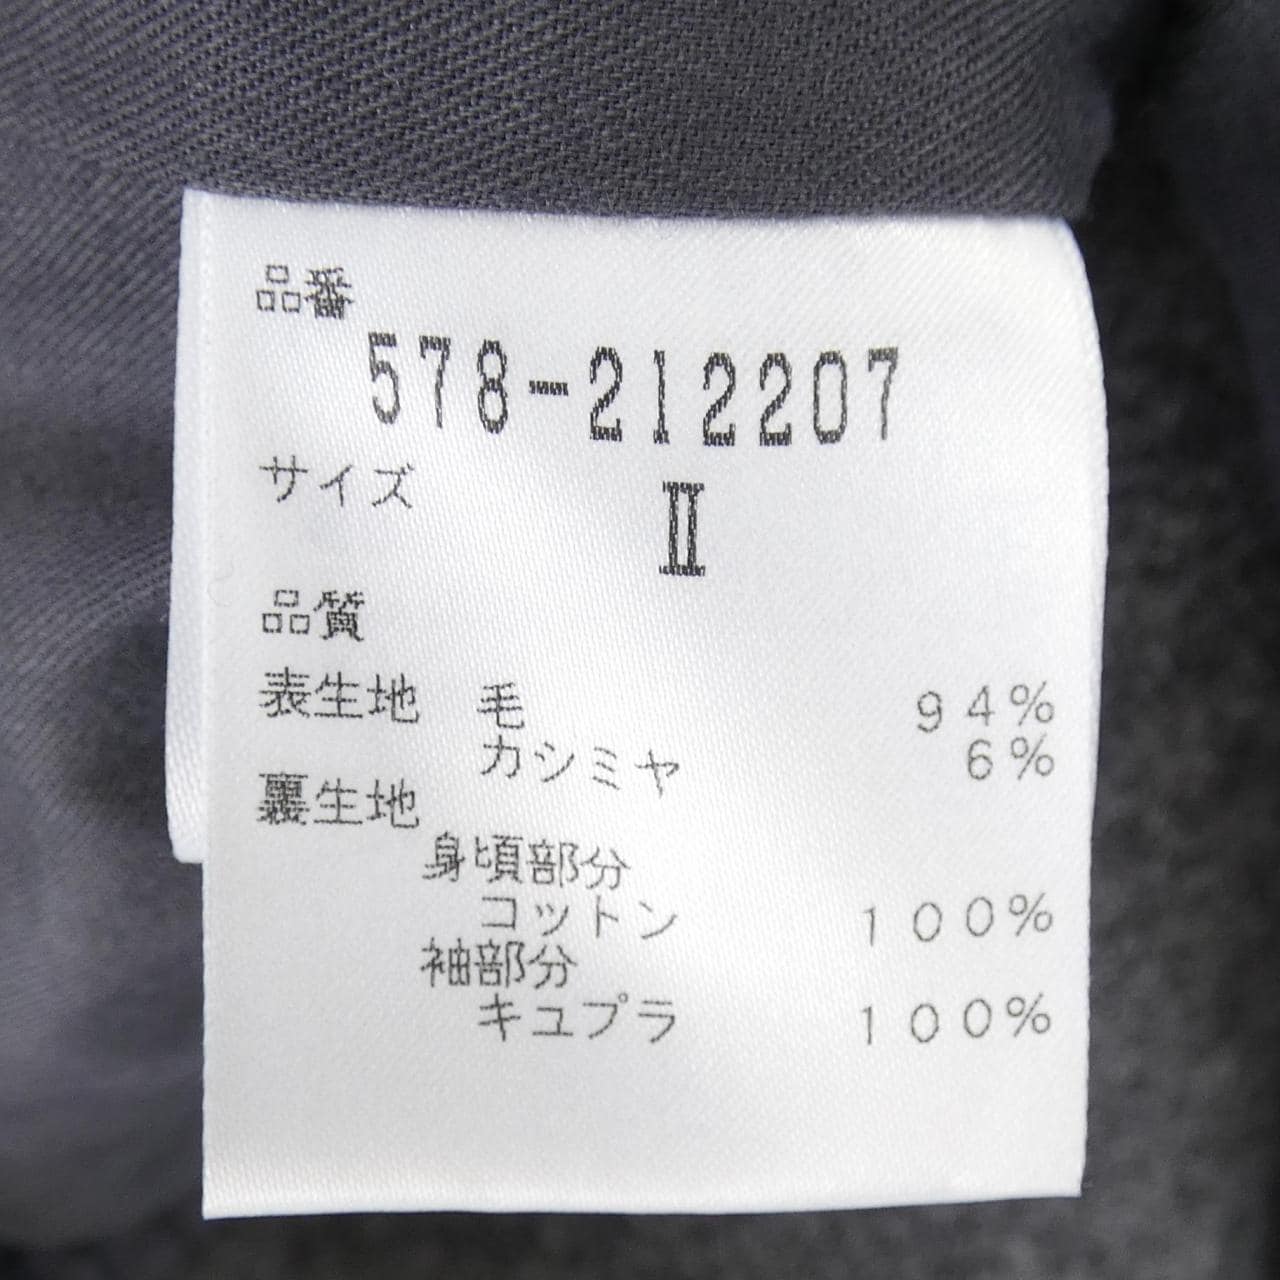 品番
578-212207
サイズ Ⅱ
品質
表生地 毛 94%
カシミヤ 6%
裏生地
身頃部分
コットン 100%
袖部分
キュプラ 100%